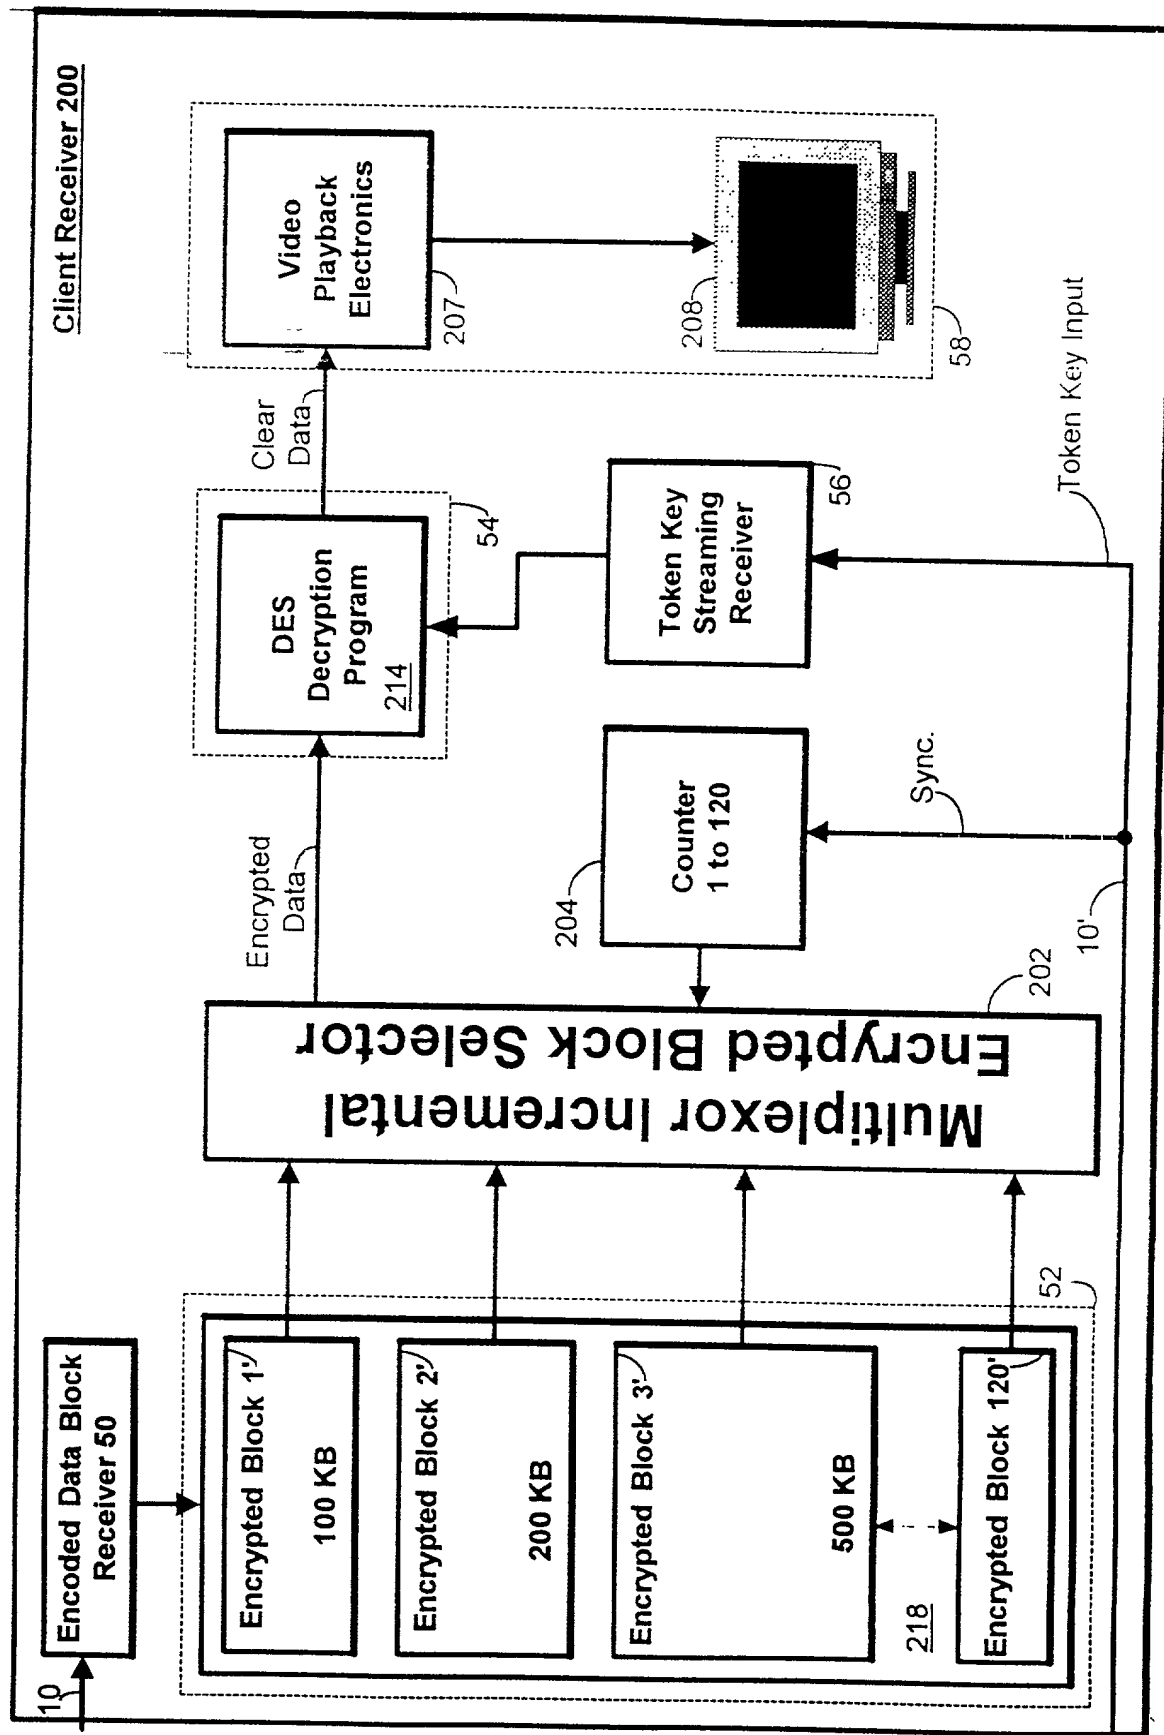 Client Receiver 200
10
Encoded Data Block
Receiver 50
Encrypted Block 1'
100 KB
Encrypted Block 2'
200 KB
Encrypted Block 3'
500 KB
218
Encrypted Block 120'
52
Multiplexor Incremental
Encrypted Block Selector
202
Encrypted
Data
204
Counter
1 to 120
Sync.
10'
DES
Decryption
Program
214
54
Token Key
Streaming
Receiver
56
Token Key Input
Clear
Data
Video
Playback
Electronics
207
208
58